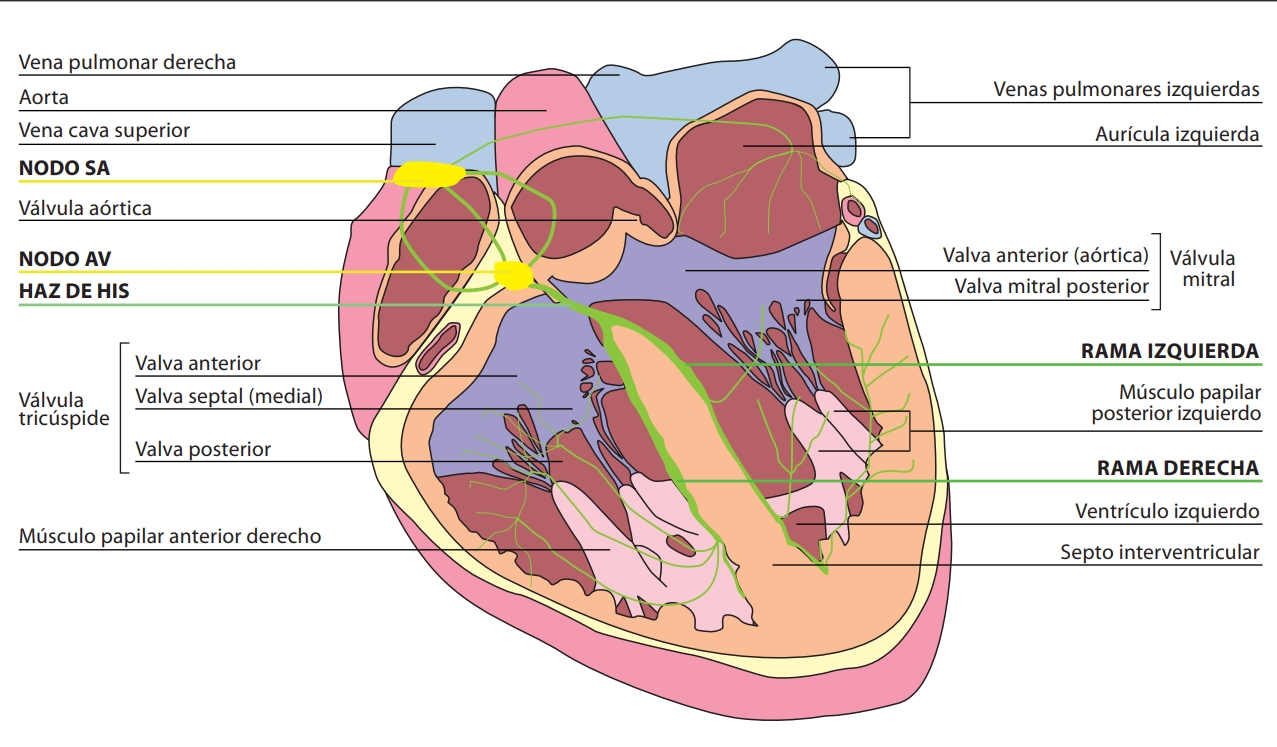 Vena pulmonar derecha
Aorta
Vena cava superior
NODO SA
Válvula aórtica
NODO AV
HAZ DE HIS
Válvula
tricúspide
Valva anterior
Valva septal (medial)
Valva posterior
Músculo papilar anterior derecho
Venas pulmonares izquierdas
Aurícula izquierda
Valva anterior (aórtica)
Valva mitral posterior
Válvula
mitral
RAMA IZQUIERDA
Músculo papilar
posterior izquierdo
RAMA DERECHA
Ventrículo izquierdo
Septo interventricular